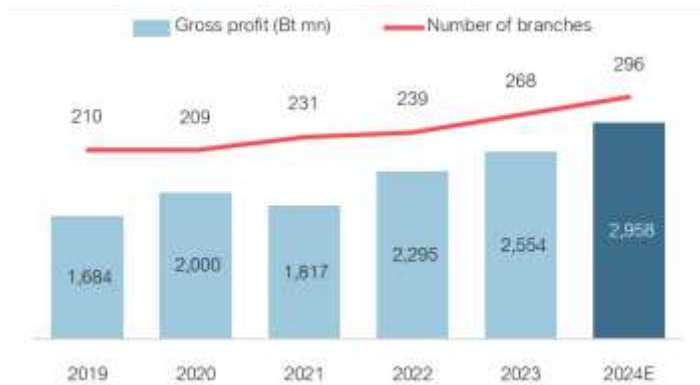 Gross profit (Bt mn) Number of branches
210 209 231 239 268 296
1,684 2,000 1,817 2,295 2,554 2,958
2019 2020 2021 2022 2023 2024E